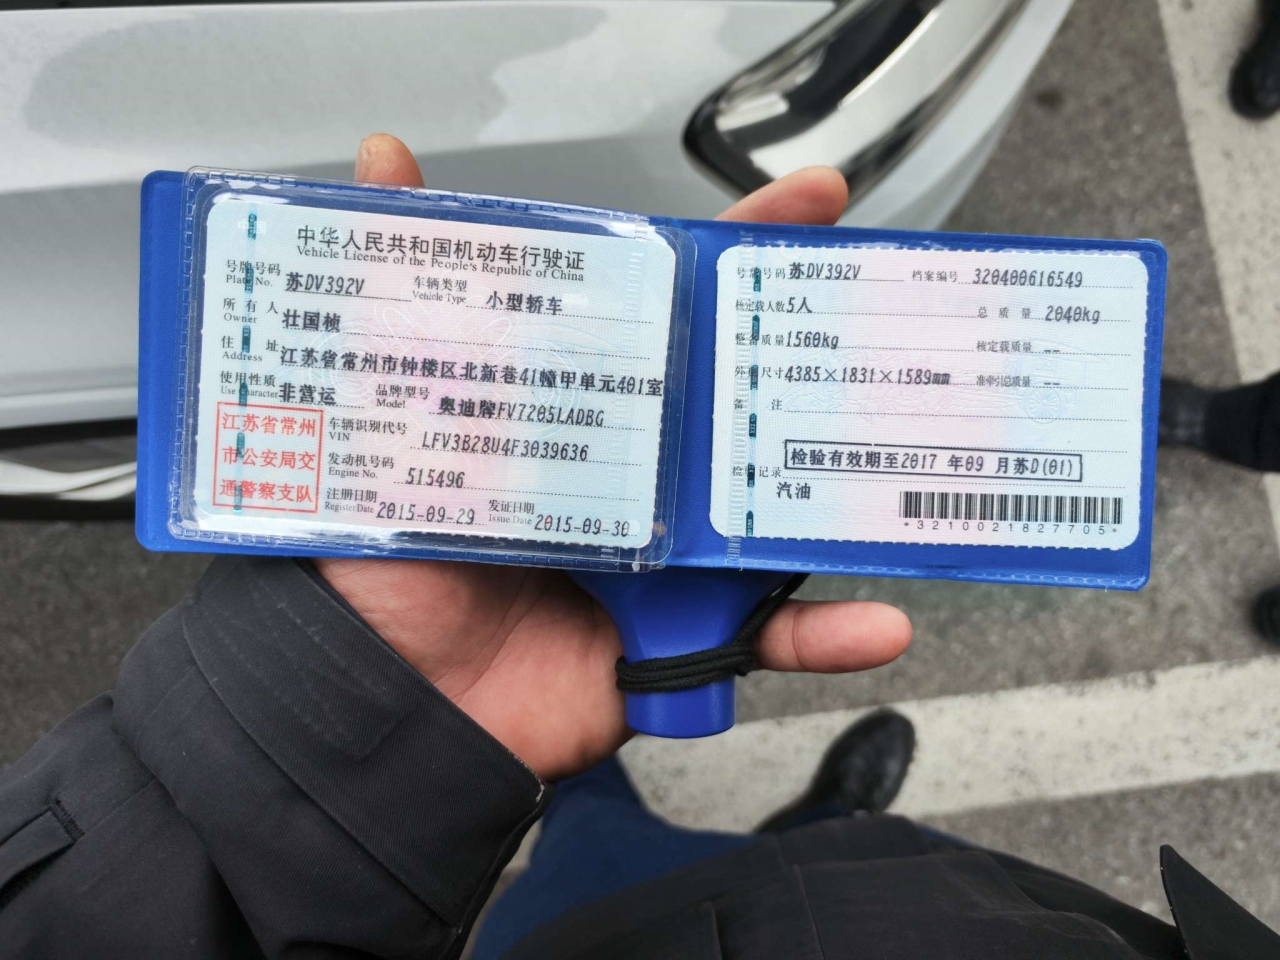 中华人民共和国机动车行驶证
Vehicle License of the People's Republic of China
号牌号码 苏DV392V 车辆类型 小型轿车
Plate No. Vehicle Type
所有人 壮国桢
Owner
住址 江苏省常州市钟楼区北新巷41幢甲单元401室
Address
使用性质 非营运 品牌型号 奥迪牌FV7205LADBG
Use Character Model
江苏省常州
市公安局交
通警察支队
车辆识别代号 LFV3B28U4F3039636
VIN
发动机号码 515496
Engine No.
注册日期 2015-09-29 发证日期 2015-09-30
Register Date Issue Date
号牌号码 苏DV392V 档案编号 320400616549
核定载人数 5人 总质量 2040kg
整备质量 1560kg 核定载质量 --
外廓尺寸 4385×1831×1589mm 准牵引总质量 --
备注
检验记录 检验有效期至2017年09月苏D(01)
汽油
*3210021827705*